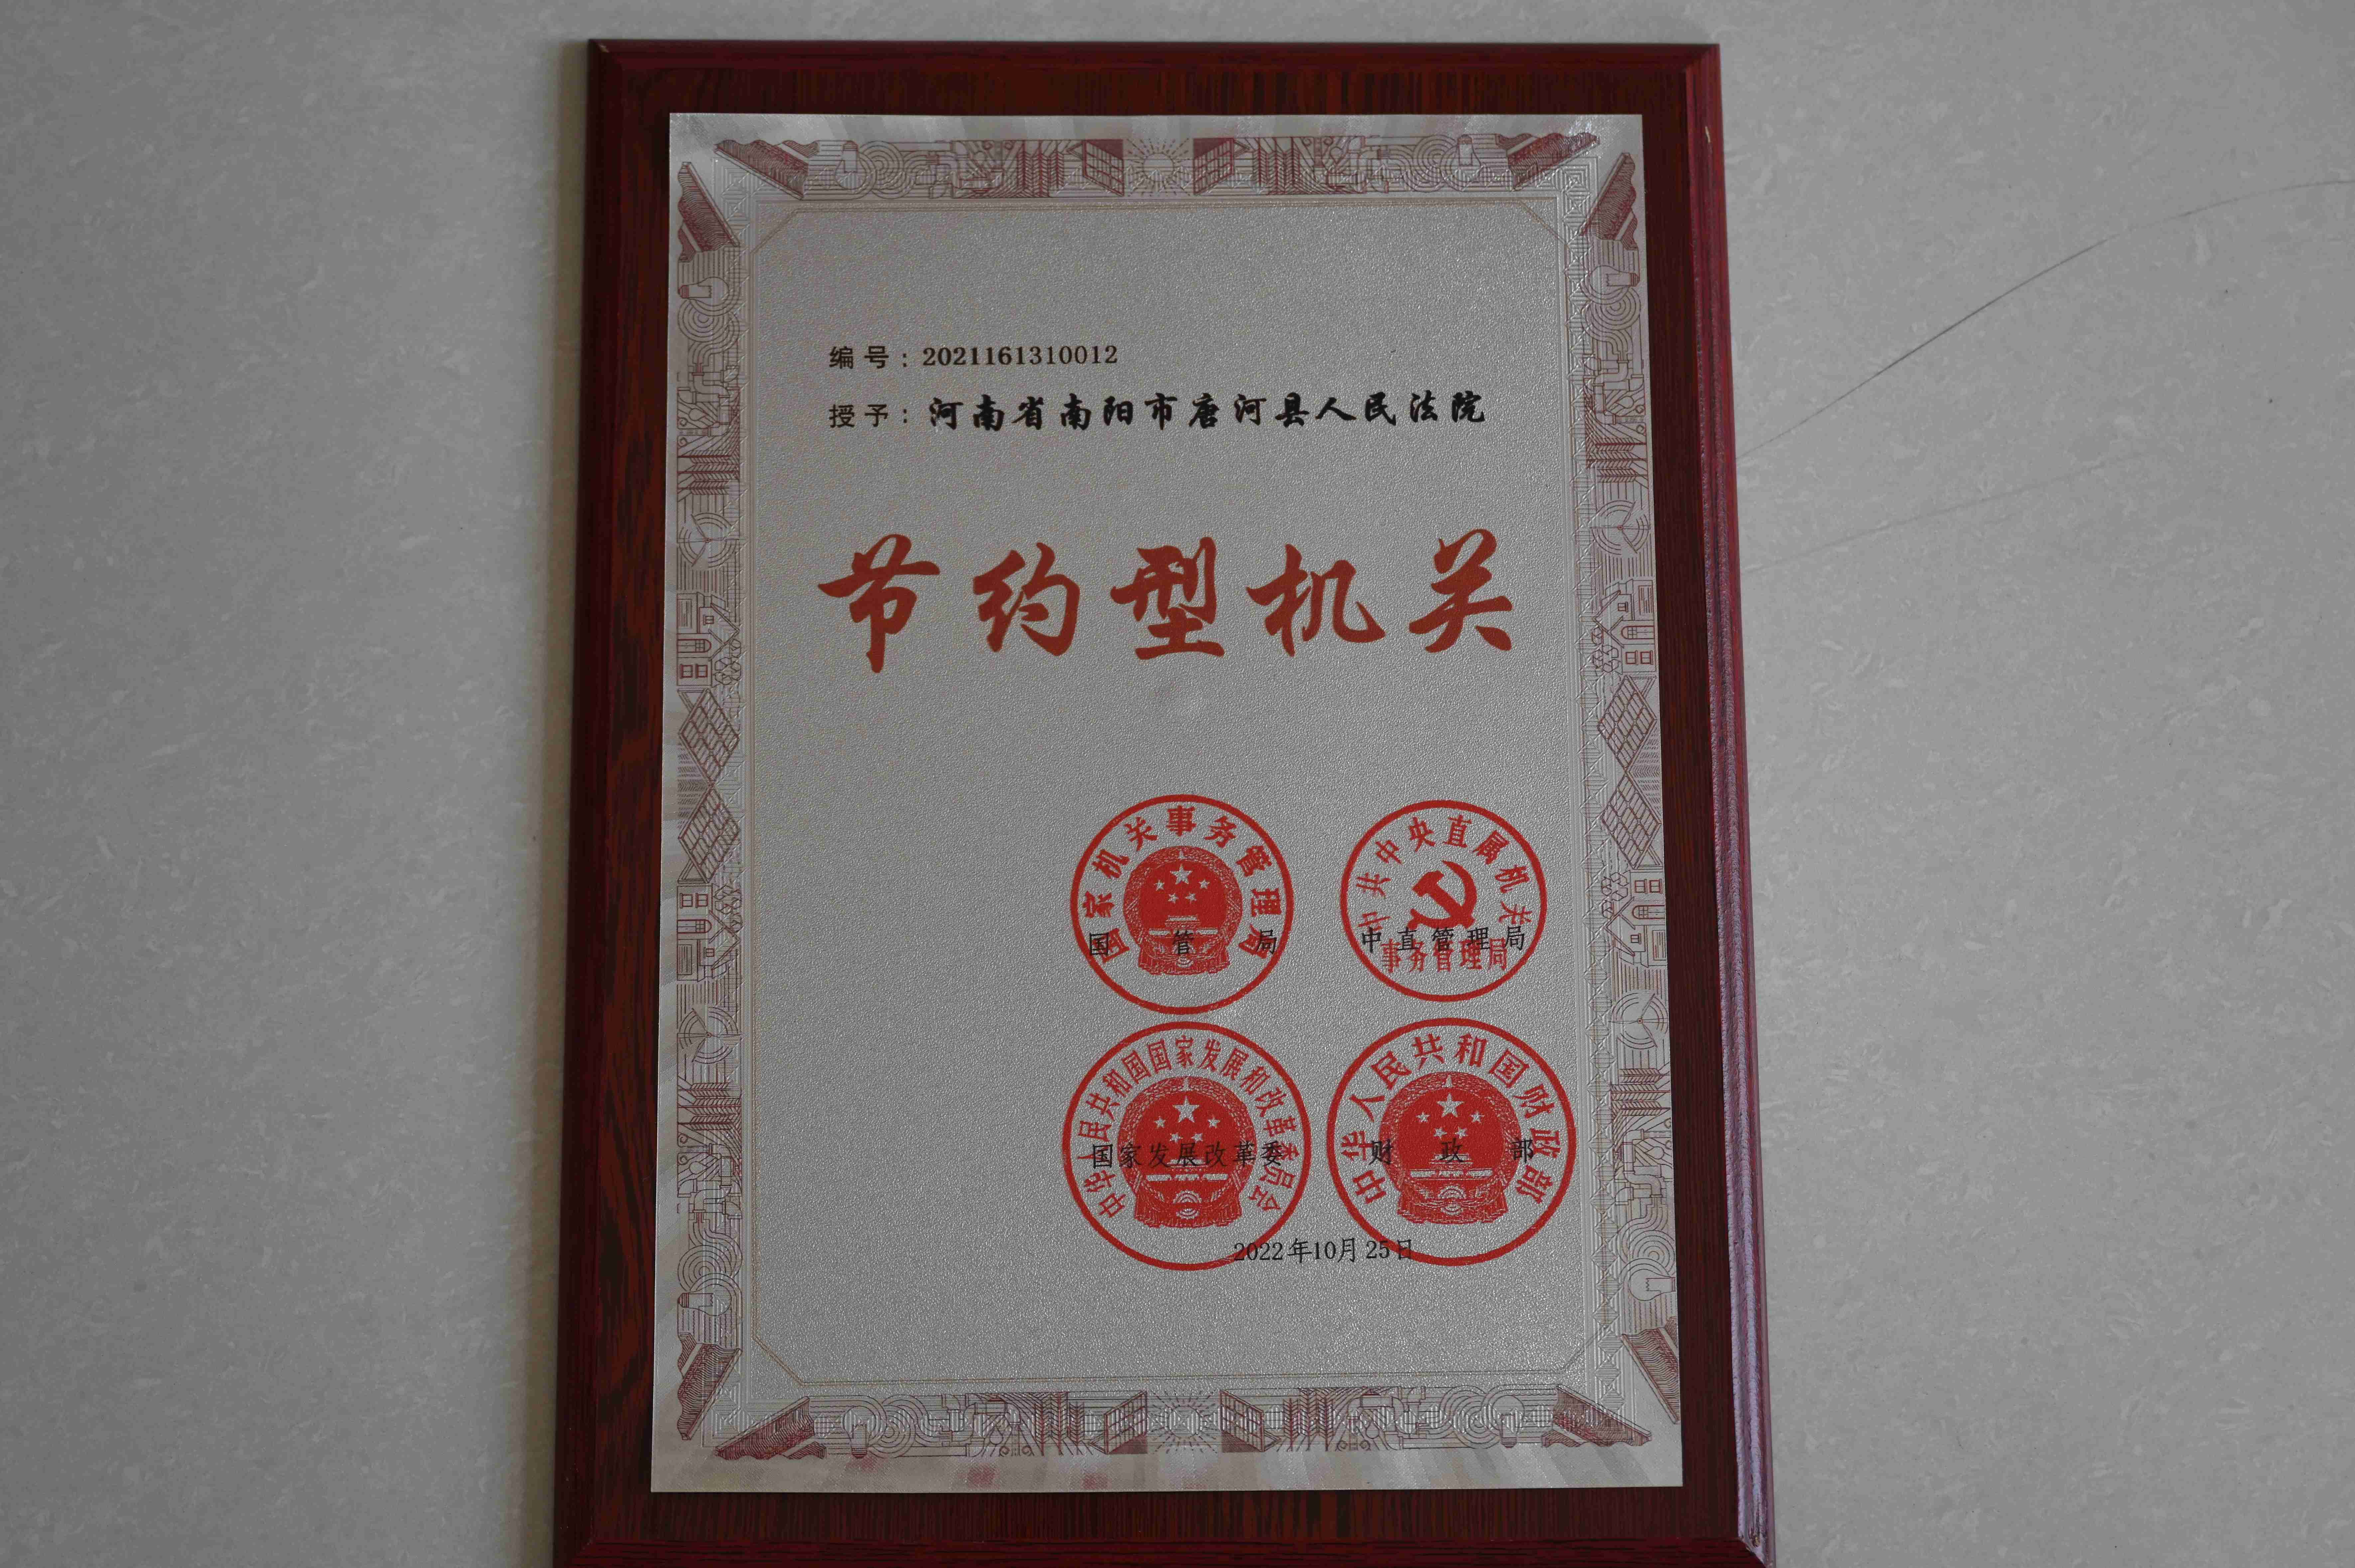 编号：2021161310012
授予：河南省南阳市唐河县人民法院
节约型机关
国家机关事务管理局
国管局
中共中央直属机关
事务管理局
中直管理局
中华人民共和国国家发展和改革委员会
国家发展改革委
中华人民共和国财政部
财政部
2022年10月25日